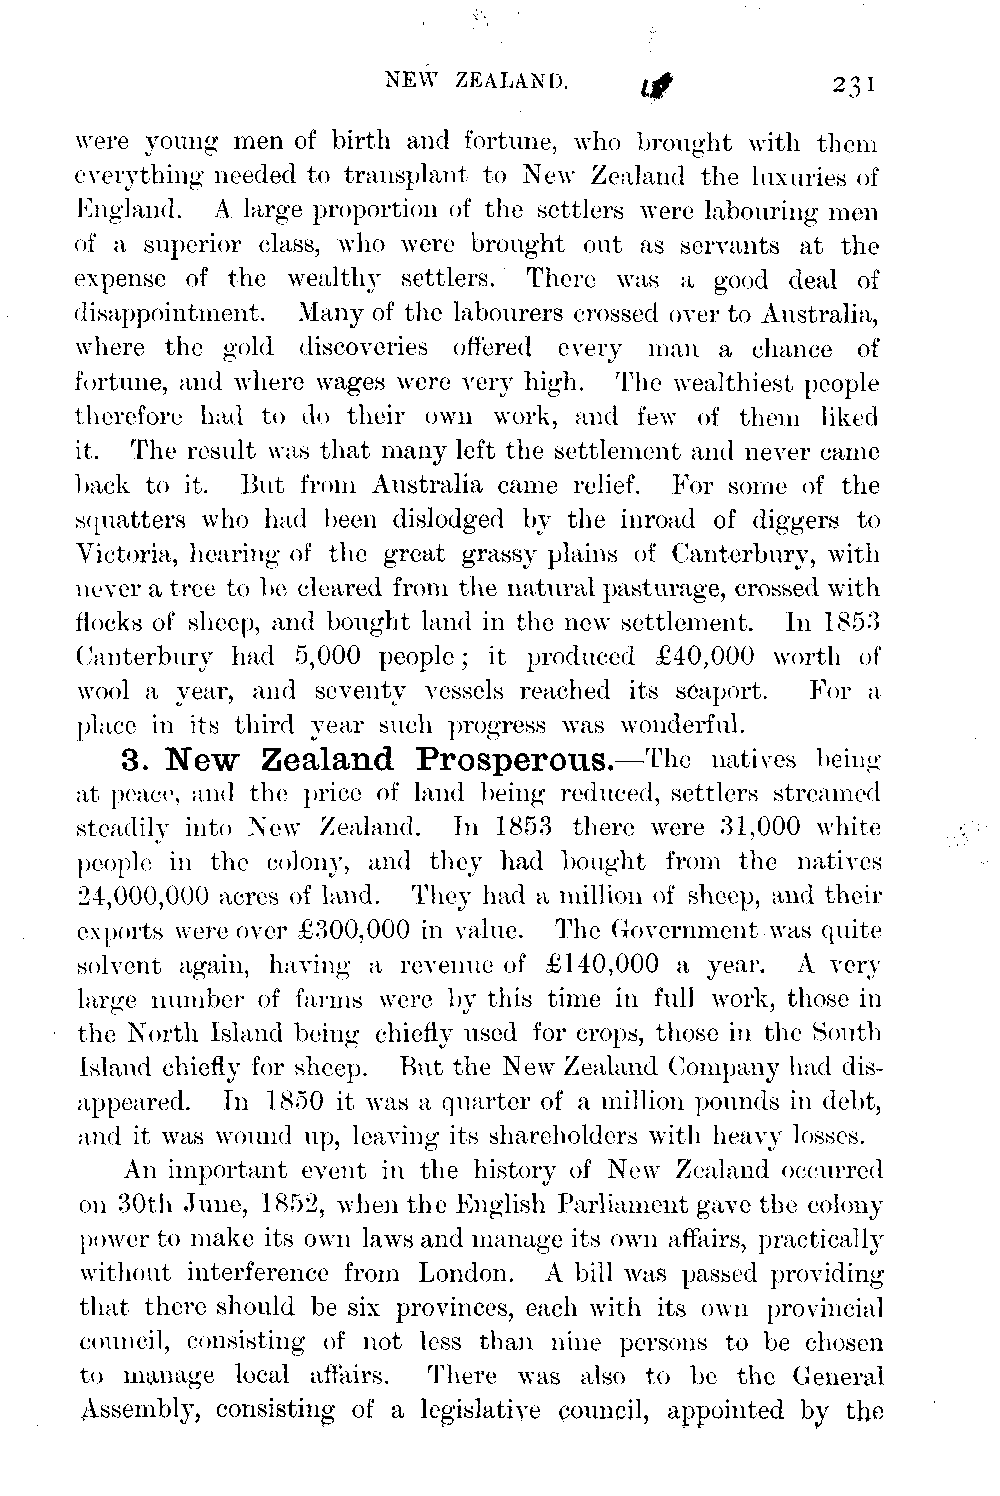 NEW ZEALAND. 231
were young men of birth and fortune, who brought with them
everything needed to transplant to New Zealand the luxuries of
England. A large proportion of the settlers were labouring men
of a superior class, who were brought out as servants at the
expense of the wealthy settlers. There was a good deal of
disappointment. Many of the labourers crossed over to Australia,
where the gold discoveries offered every man a chance of
fortune, and where wages were very high. The wealthiest people
therefore had to do their own work, and few of them liked
it. The result was that many left the settlement and never came
back to it. But from Australia came relief. For some of the
squatters who had been dislodged by the inroad of diggers to
Victoria, hearing of the great grassy plains of Canterbury, with
never a tree to be cleared from the natural pasturage, crossed with
flocks of sheep, and bought land in the new settlement. In 1853
Canterbury had 5,000 people; it produced £40,000 worth of
wool a year, and seventy vessels reached its seaport. For a
place in its third year such progress was wonderful.
3. New Zealand Prosperous.—The natives being
at peace, and the price of land being reduced, settlers streamed
steadily into New Zealand. In 1853 there were 31,000 white
people in the colony, and they had bought from the natives
24,000,000 acres of land. They had a million of sheep, and their
exports were over £300,000 in value. The Government was quite
solvent again, having a revenue of £140,000 a year. A very
large number of farms were by this time in full work, those in
the North Island being chiefly used for crops, those in the South
Island chiefly for sheep. But the New Zealand Company had dis-
appeared. In 1850 it was a quarter of a million pounds in debt,
and it was wound up, leaving its shareholders with heavy losses.
An important event in the history of New Zealand occurred
on 30th June, 1852, when the English Parliament gave the colony
power to make its own laws and manage its own affairs, practically
without interference from London. A bill was passed providing
that there should be six provinces, each with its own provincial
council, consisting of not less than nine persons to be chosen
to manage local affairs. There was also to be the General
Assembly, consisting of a legislative council, appointed by the